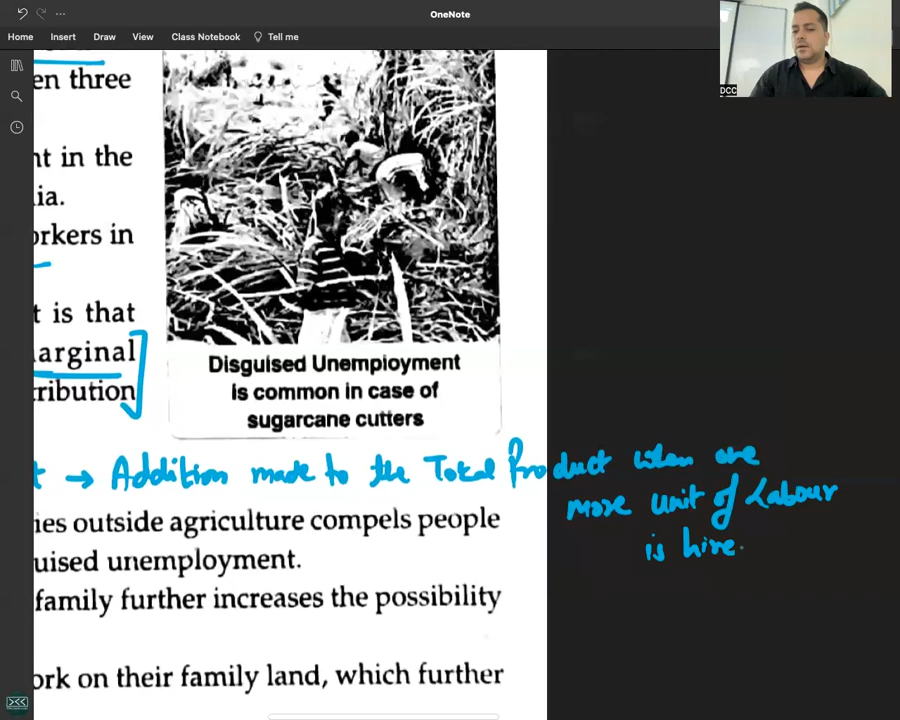 OneNote
Home Insert Draw View Class Notebook Tell me
DCC
en three
nt in the
ia.
orkers in
t is that
arginal
tribution
Disguised Unemployment
is common in case of
sugarcane cutters
t → Addition made to the Total Product when one
more unit of Labour
is hire
ies outside agriculture compels people
uised unemployment.
family further increases the possibility
ork on their family land, which further